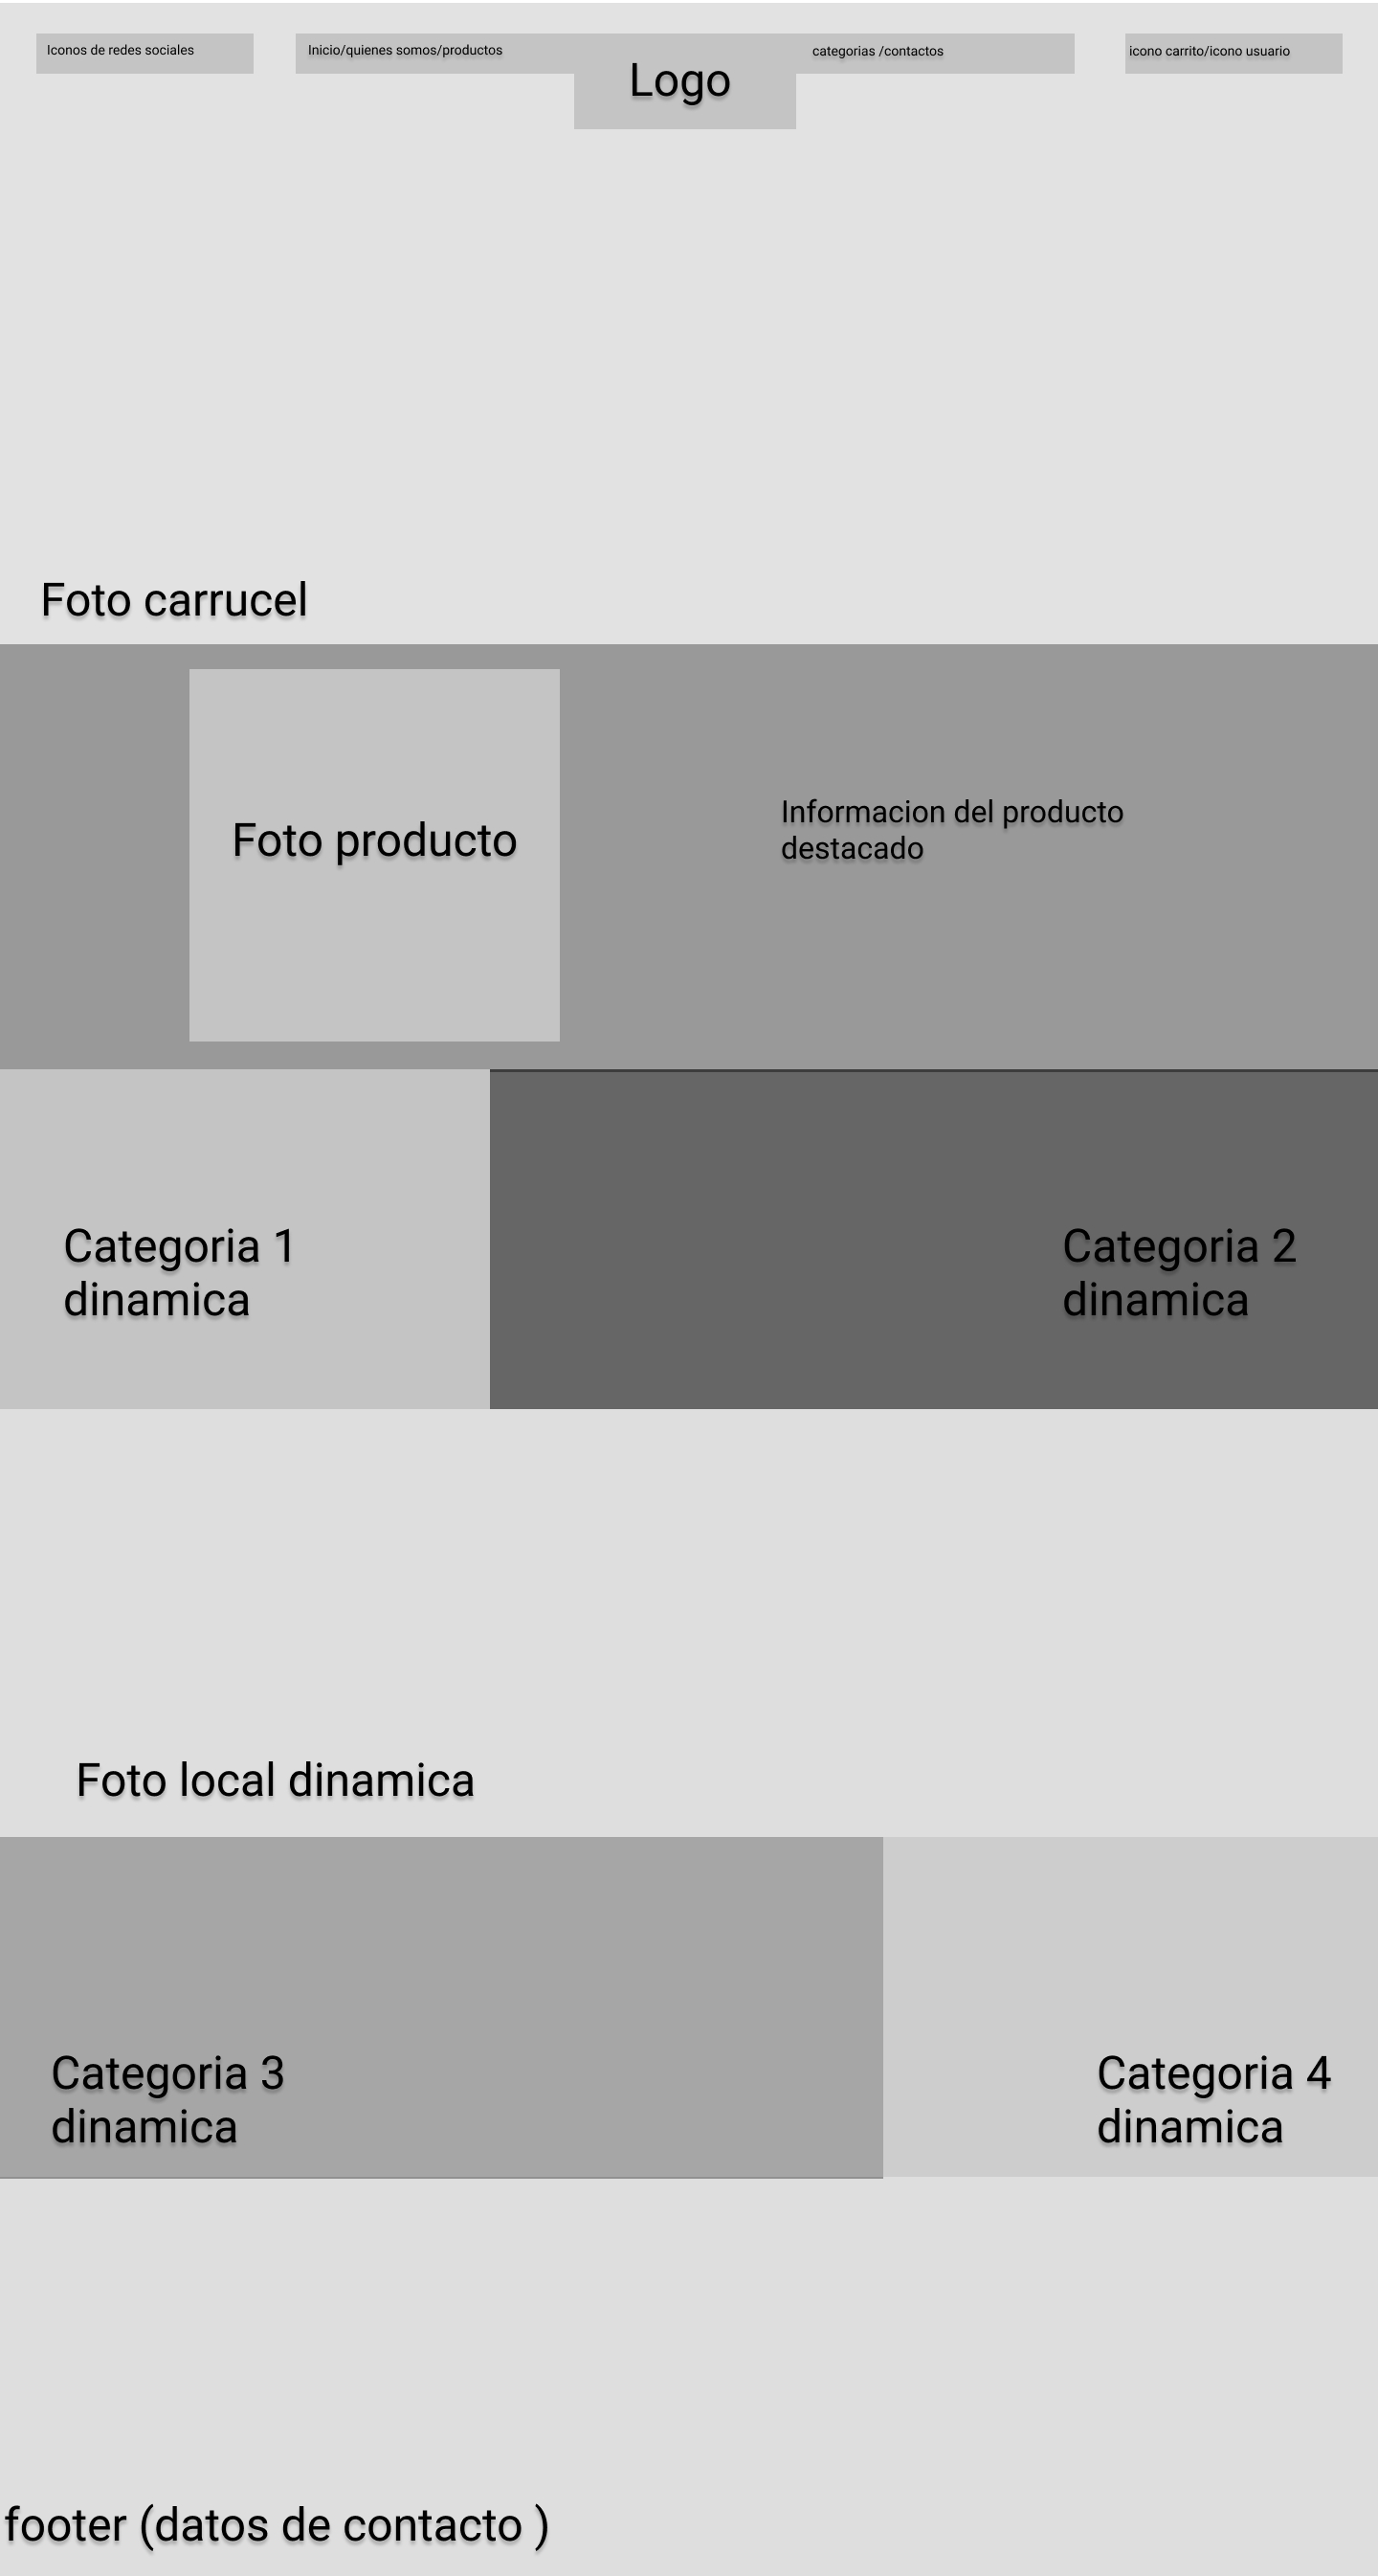 Iconos de redes sociales
Inicio/quienes somos/productos
Logo
categorias /contactos
icono carrito/icono usuario
Foto carrucel
Foto producto
Informacion del producto
destacado
Categoria 1
dinamica
Categoria 2
dinamica
Foto local dinamica
Categoria 3
dinamica
Categoria 4
dinamica
footer (datos de contacto )